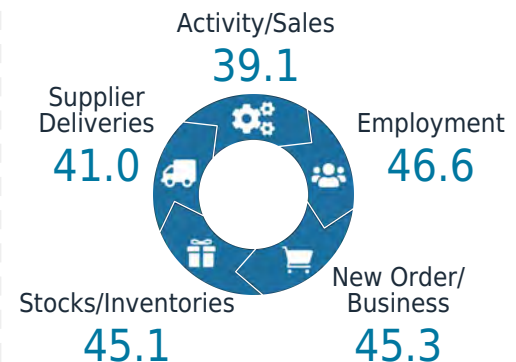 Activity/Sales
39.1
Supplier
Deliveries
41.0
Employment
46.6
Stocks/Inventories
45.1
New Order/
Business
45.3